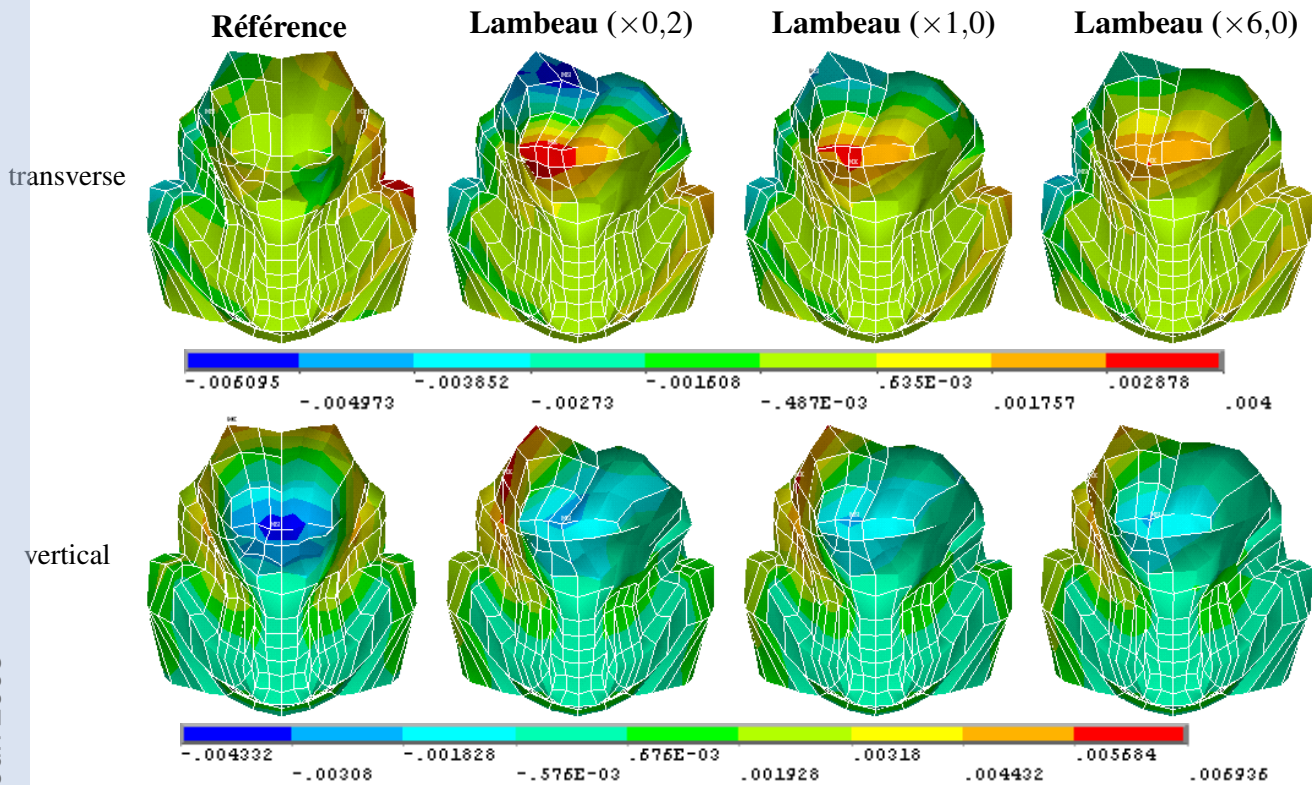 Référence Lambeau (×0,2) Lambeau (×1,0) Lambeau (×6,0)
transverse
-.006095 -.003852 -.001608 .635E-03 .002878
-.004973 -.00273 -.487E-03 .001757 .004
vertical
-.004332 -.001828 .676E-03 .00318 .005684
-.00308 -.576E-03 .001928 .004432 .006936